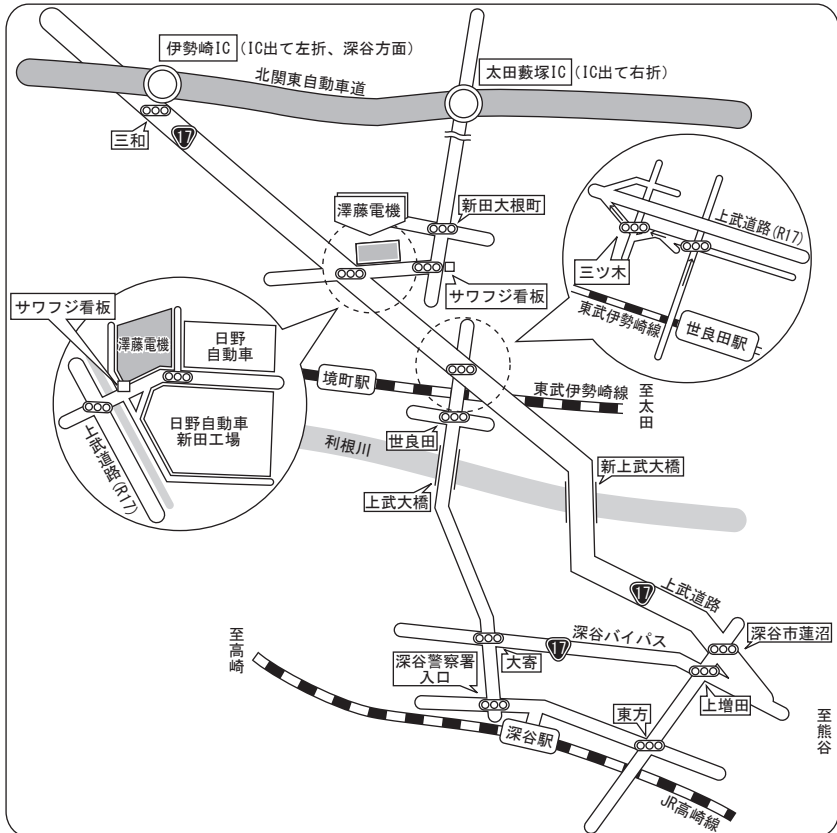 伊勢崎IC (IC出て左折、深谷方面)
太田藪塚IC (IC出て右折)
北関東自動車道
三和
17
澤藤電機
新田大根町
サワフジ看板
上武道路(R17)
三ツ木
東武伊勢崎線
世良田駅
サワフジ看板
澤藤電機
日野
自動車
日野自動車
新田工場
上武道路(R17)
境町駅
東武伊勢崎線
至太田
世良田
利根川
上武大橋
新上武大橋
17
上武道路
深谷バイパス
17
深谷市蓮沼
至高崎
深谷警察署
入口
大寄
上増田
東方
深谷駅
至熊谷
JR高崎線